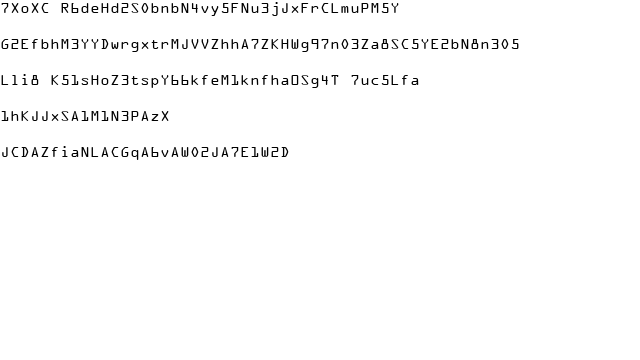 7XoXC R6deHd2S0bnbN4vy5FNu3jJxFrCLmuPM5Y
G2EfbhM3YYDwrgxtrMJVVZhhA7ZKHWg97n03Za8SC5YE2bN8n305
Lli8 K51sHoZ3tspY66kfeM1knfhaOSg4T 7uc5Lfa
1hKJJxSA1M1N3PAzX
JCDAZfiaNLACGqA6vAW02JA7E1W2D